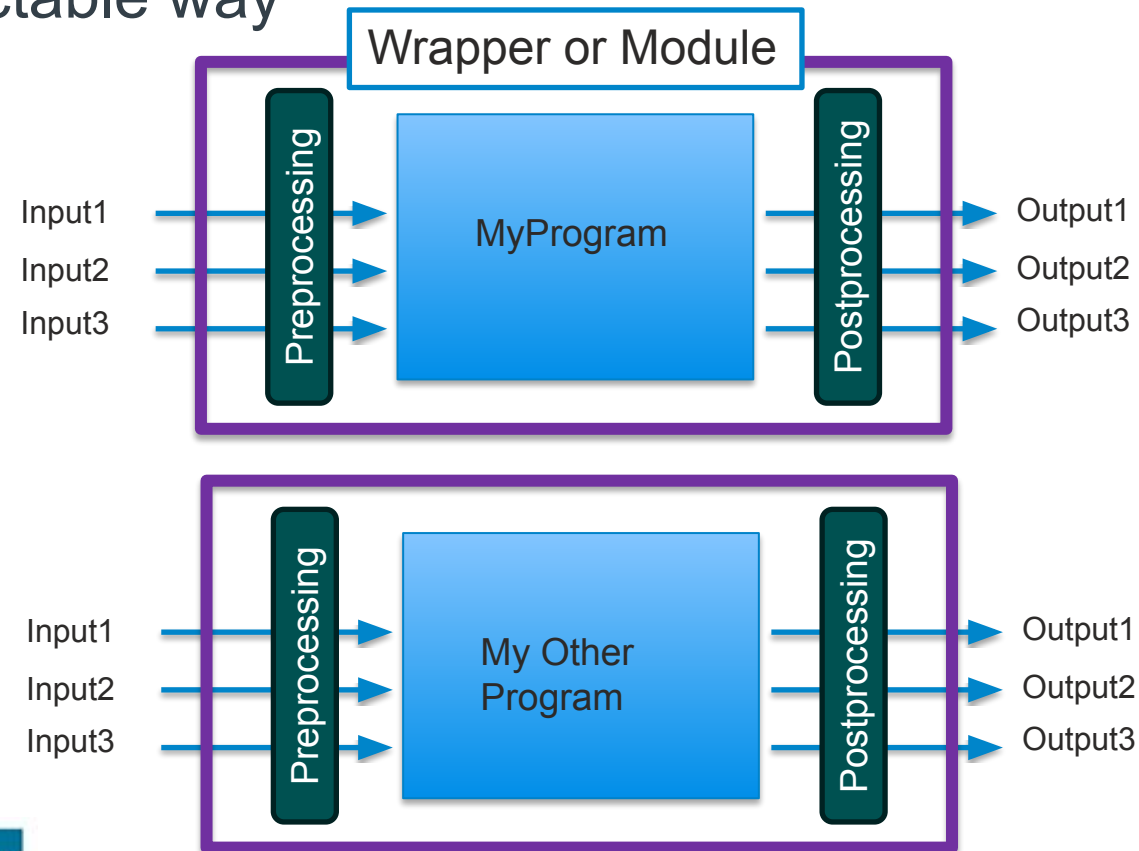 way
Wrapper or Module
Input1
Input2
Input3
Preprocessing
MyProgram
Postprocessing
Output1
Output2
Output3
Input1
Input2
Input3
Preprocessing
My Other
Program
Postprocessing
Output1
Output2
Output3